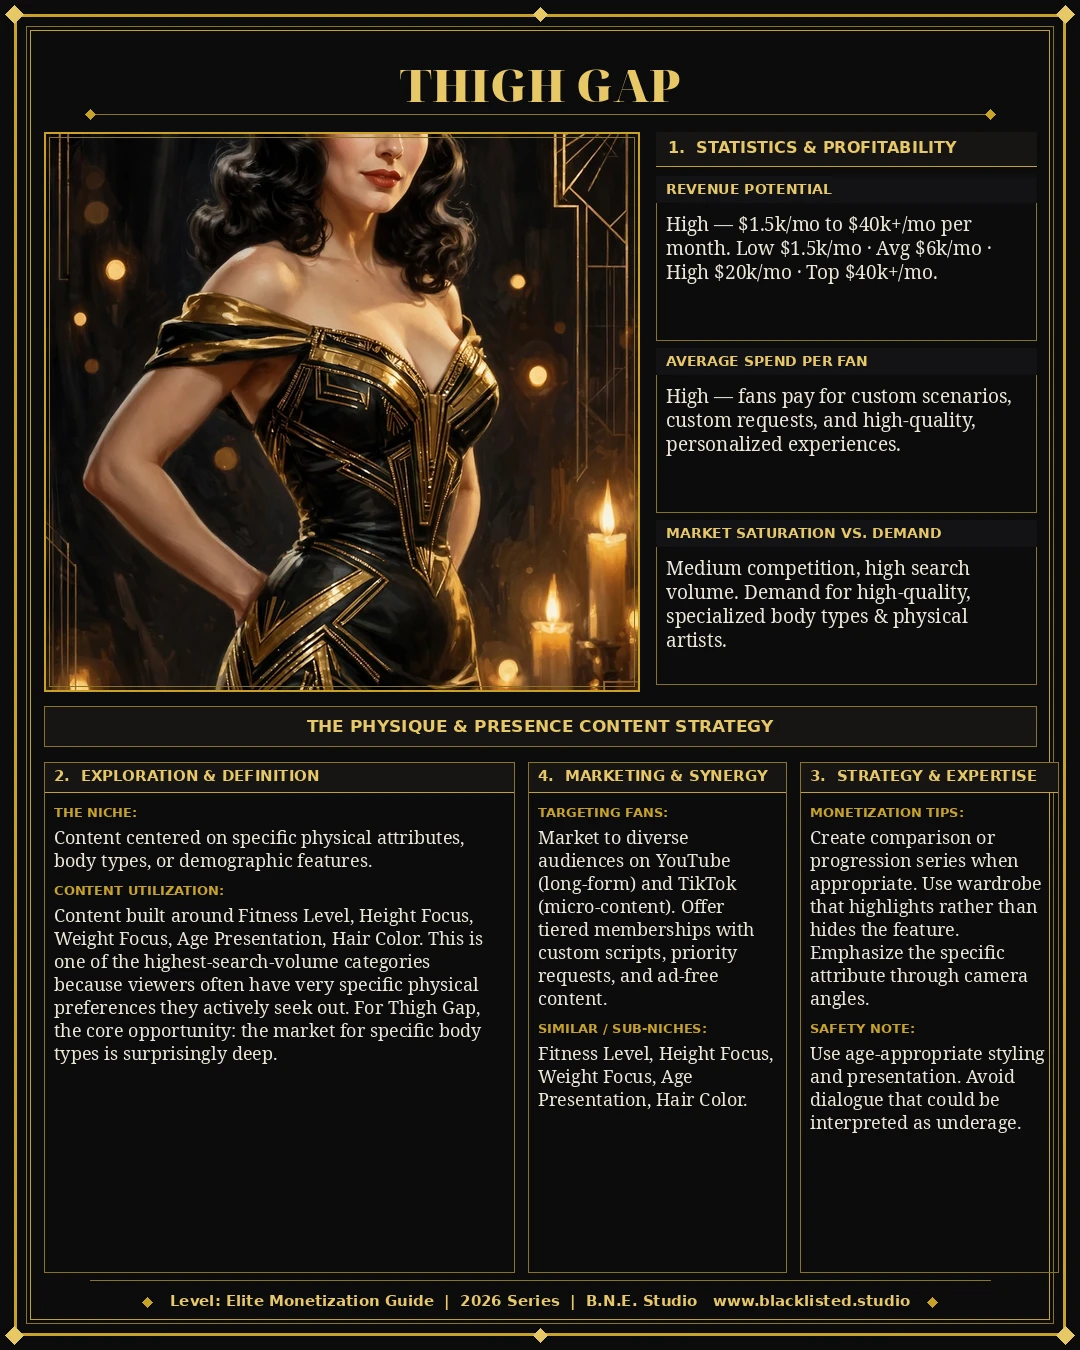 THIGH GAP
1. STATISTICS & PROFITABILITY
REVENUE POTENTIAL
High — $1.5k/mo to $40k+/mo per
month. Low $1.5k/mo · Avg $6k/mo ·
High $20k/mo · Top $40k+/mo.
AVERAGE SPEND PER FAN
High — fans pay for custom scenarios,
custom requests, and high-quality,
personalized experiences.
MARKET SATURATION VS. DEMAND
Medium competition, high search
volume. Demand for high-quality,
specialized body types & physical
artists.
THE PHYSIQUE & PRESENCE CONTENT STRATEGY
2. EXPLORATION & DEFINITION
THE NICHE:
Content centered on specific physical attributes,
body types, or demographic features.
CONTENT UTILIZATION:
Content built around Fitness Level, Height Focus,
Weight Focus, Age Presentation, Hair Color. This is
one of the highest-search-volume categories
because viewers often have very specific physical
preferences they actively seek out. For Thigh Gap,
the core opportunity: the market for specific body
types is surprisingly deep.
4. MARKETING & SYNERGY
TARGETING FANS:
Market to diverse
audiences on YouTube
(long-form) and TikTok
(micro-content). Offer
tiered memberships with
custom scripts, priority
requests, and ad-free
content.
SIMILAR / SUB-NICHES:
Fitness Level, Height Focus,
Weight Focus, Age
Presentation, Hair Color.
3. STRATEGY & EXPERTISE
MONETIZATION TIPS:
Create comparison or
progression series when
appropriate. Use wardrobe
that highlights rather than
hides the feature.
Emphasize the specific
attribute through camera
angles.
SAFETY NOTE:
Use age-appropriate styling
and presentation. Avoid
dialogue that could be
interpreted as underage.
Level: Elite Monetization Guide | 2026 Series | B.N.E. Studio www.blacklisted.studio